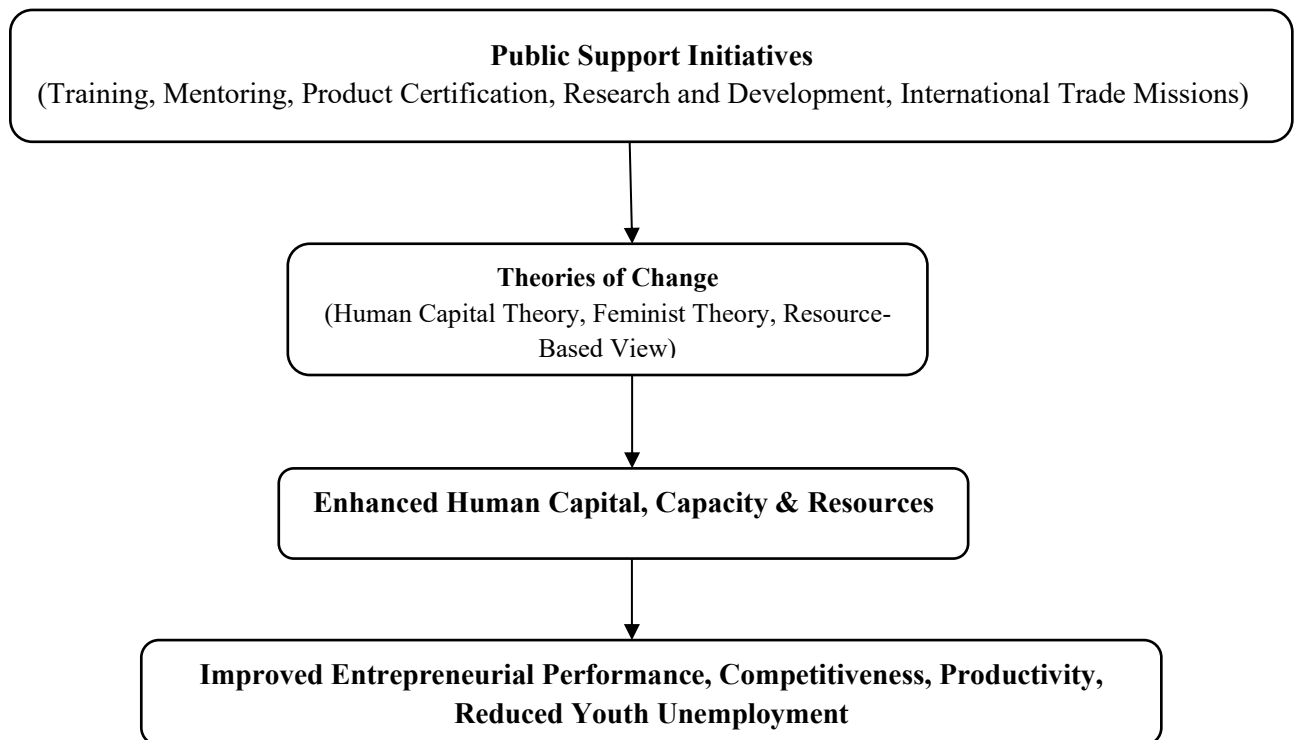 Public Support Initiatives
(Training, Mentoring, Product Certification, Research and Development, International Trade Missions)
Theories of Change
(Human Capital Theory, Feminist Theory, Resource-
Based View)
Enhanced Human Capital, Capacity & Resources
Improved Entrepreneurial Performance, Competitiveness, Productivity,
Reduced Youth Unemployment